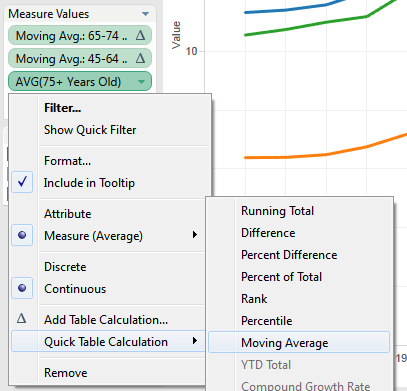 Measure Values
Moving Avg.: 65-74 ..
Moving Avg.: 45-64 ..
AVG(75+ Years Old)
Filter...
Show Quick Filter
Format...
Include in Tooltip
Attribute
Measure (Average)
Discrete
Continuous
Add Table Calculation...
Quick Table Calculation
Remove
Running Total
Difference
Percent Difference
Percent of Total
Rank
Percentile
Moving Average
YTD Total
Compound Growth Rate
Value
10
19